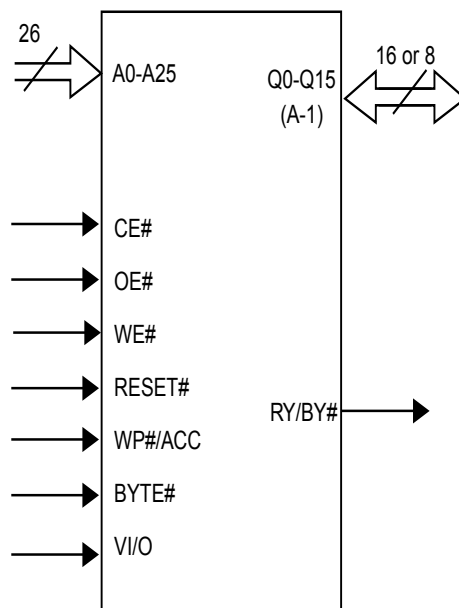 26
A0-A25
Q0-Q15
(A-1)
16 or 8
CE#
OE#
WE#
RESET#
WP#/ACC
BYTE#
VI/O
RY/BY#